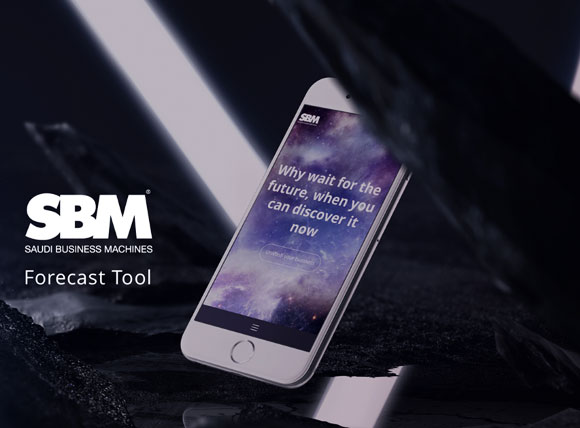 SBM®
SAUDI BUSINESS MACHINES
Forecast Tool
SBM
Why wait for the
future, when you
can discover it
now